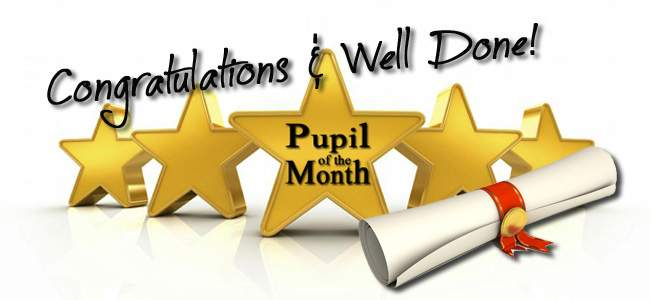 Congratulations & Well Done!
Pupil
of the
Month